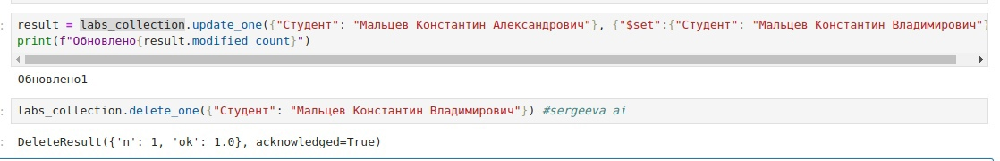 result = labs_collection.update_one({"Студент": "Мальцев Константин Александрович"}, {"$set":{"Студент": "Мальцев Константин Владимирович"}
print(f"Обновлено{result.modified_count}")
Обновлено1
labs_collection.delete_one({"Студент": "Мальцев Константин Владимирович"}) #sergeeva ai
DeleteResult({'n': 1, 'ok': 1.0}, acknowledged=True)